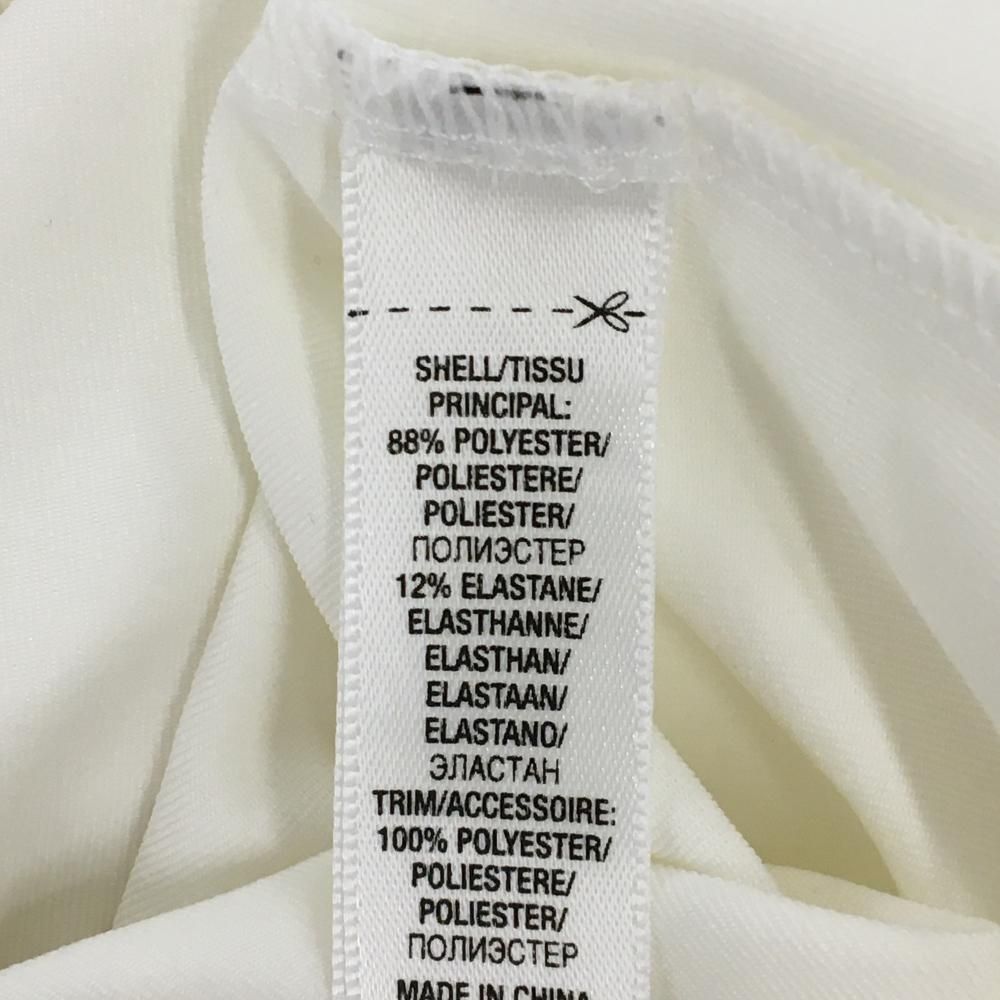 SHELL/TISSU
PRINCIPAL:
88% POLYESTER/
POLIESTERE/
POLIESTER/
ПОЛИЭСТЕР
12% ELASTANE/
ELASTHANNE/
ELASTHAN/
ELASTAAN/
ELASTANO/
ЭЛАСТАН
TRIM/ACCESSOIRE:
100% POLYESTER/
POLIESTERE/
POLIESTER/
ПОЛИЭСТЕР
MADE IN CHINA